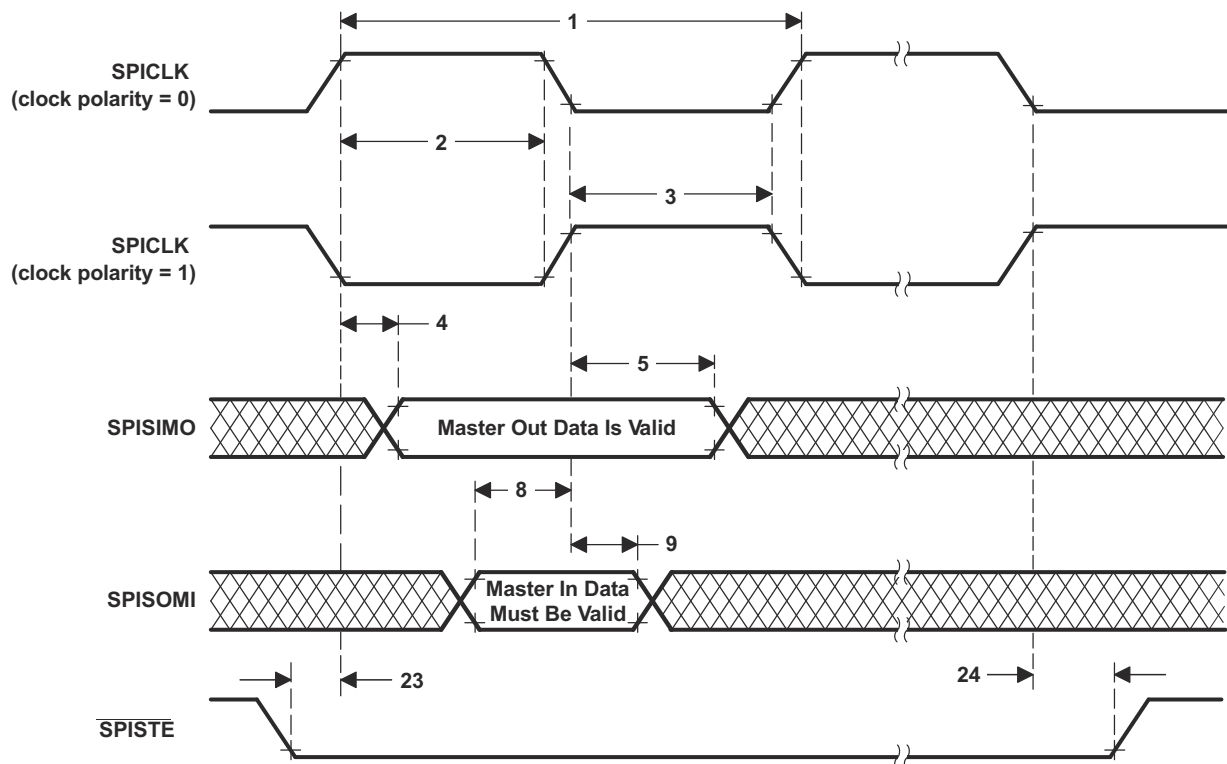 1
SPICLK
(clock polarity = 0)
2
3
SPICLK
(clock polarity = 1)
4
5
SPISIMO
Master Out Data Is Valid
8
9
SPISOMI
Master In Data
Must Be Valid
23
24
SPISTE